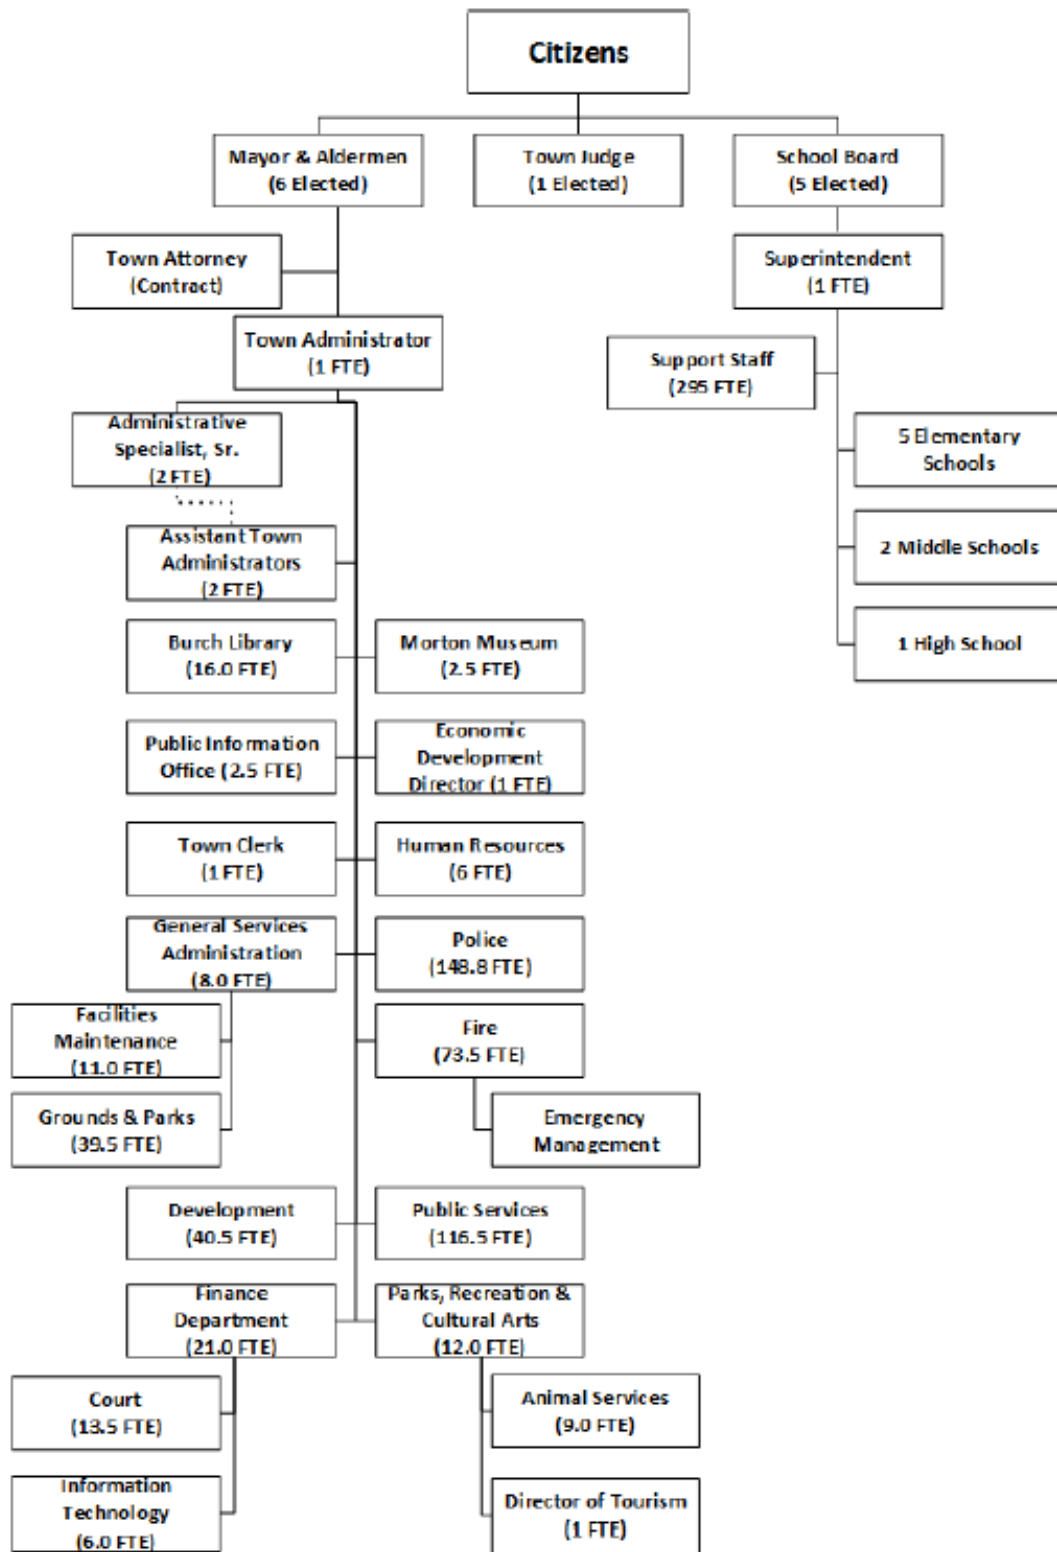 Citizens
Mayor & Aldermen
(6 Elected)
Town Judge
(1 Elected)
School Board
(5 Elected)
Town Attorney
(Contract)
Superintendent
(1 FTE)
Town Administrator
(1 FTE)
Support Staff
(295 FTE)
Administrative
Specialist, Sr.
(2 FTE)
5 Elementary
Schools
Assistant Town
Administrators
(2 FTE)
2 Middle Schools
Burch Library
(16.0 FTE)
Morton Museum
(2.5 FTE)
1 High School
Public Information
Office (2.5 FTE)
Economic
Development
Director (1 FTE)
Town Clerk
(1 FTE)
Human Resources
(6 FTE)
General Services
Administration
(8.0 FTE)
Police
(148.8 FTE)
Facilities
Maintenance
(11.0 FTE)
Fire
(73.5 FTE)
Grounds & Parks
(39.5 FTE)
Emergency
Management
Development
(40.5 FTE)
Public Services
(116.5 FTE)
Finance
Department
(21.0 FTE)
Parks, Recreation &
Cultural Arts
(12.0 FTE)
Court
(13.5 FTE)
Animal Services
(9.0 FTE)
Information
Technology
(6.0 FTE)
Director of Tourism
(1 FTE)